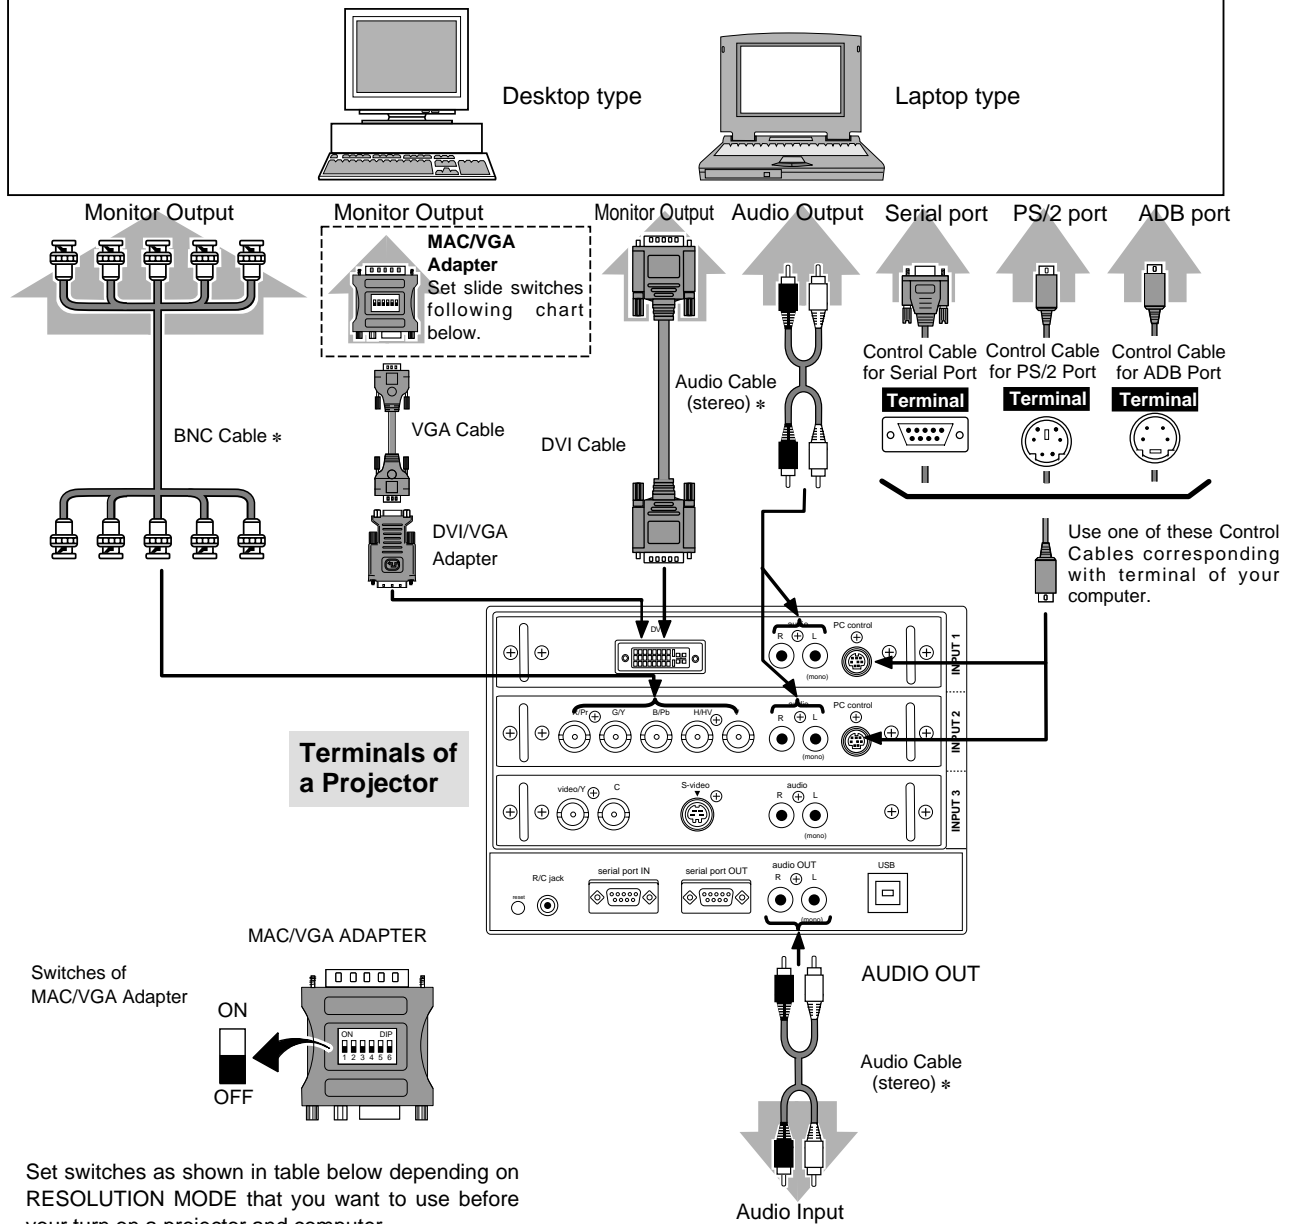 Desktop type
Laptop type
Monitor Output
Monitor Output
Monitor Output
Audio Output
Serial port
PS/2 port
ADB port
MAC/VGA
Adapter
Set slide switches
following chart
below.
Control Cable
for Serial Port
Control Cable
for PS/2 Port
Control Cable
for ADB Port
Terminal
Terminal
Terminal
Audio Cable
(stereo) *
BNC Cable *
VGA Cable
DVI Cable
DVI/VGA
Adapter
Use one of these Control
Cables corresponding
with terminal of your
computer.
R L
PC control
(mono)
INPUT 1
G/Y B/Pb H/HV
R L
PC control
(mono)
INPUT 2
Terminals of
a Projector
video/Y C
S-video
audio
R L
(mono)
INPUT 3
reset
R/C jack
serial port IN
serial port OUT
audio OUT
R L
(mono)
USB
MAC/VGA ADAPTER
Switches of
MAC/VGA Adapter
ON
OFF
ON DIP
1 2 3 4 5 6
AUDIO OUT
Audio Cable
(stereo) *
Audio Input
Set switches as shown in table below depending on
RESOLUTION MODE that you want to use before
your turn on a projector and computer